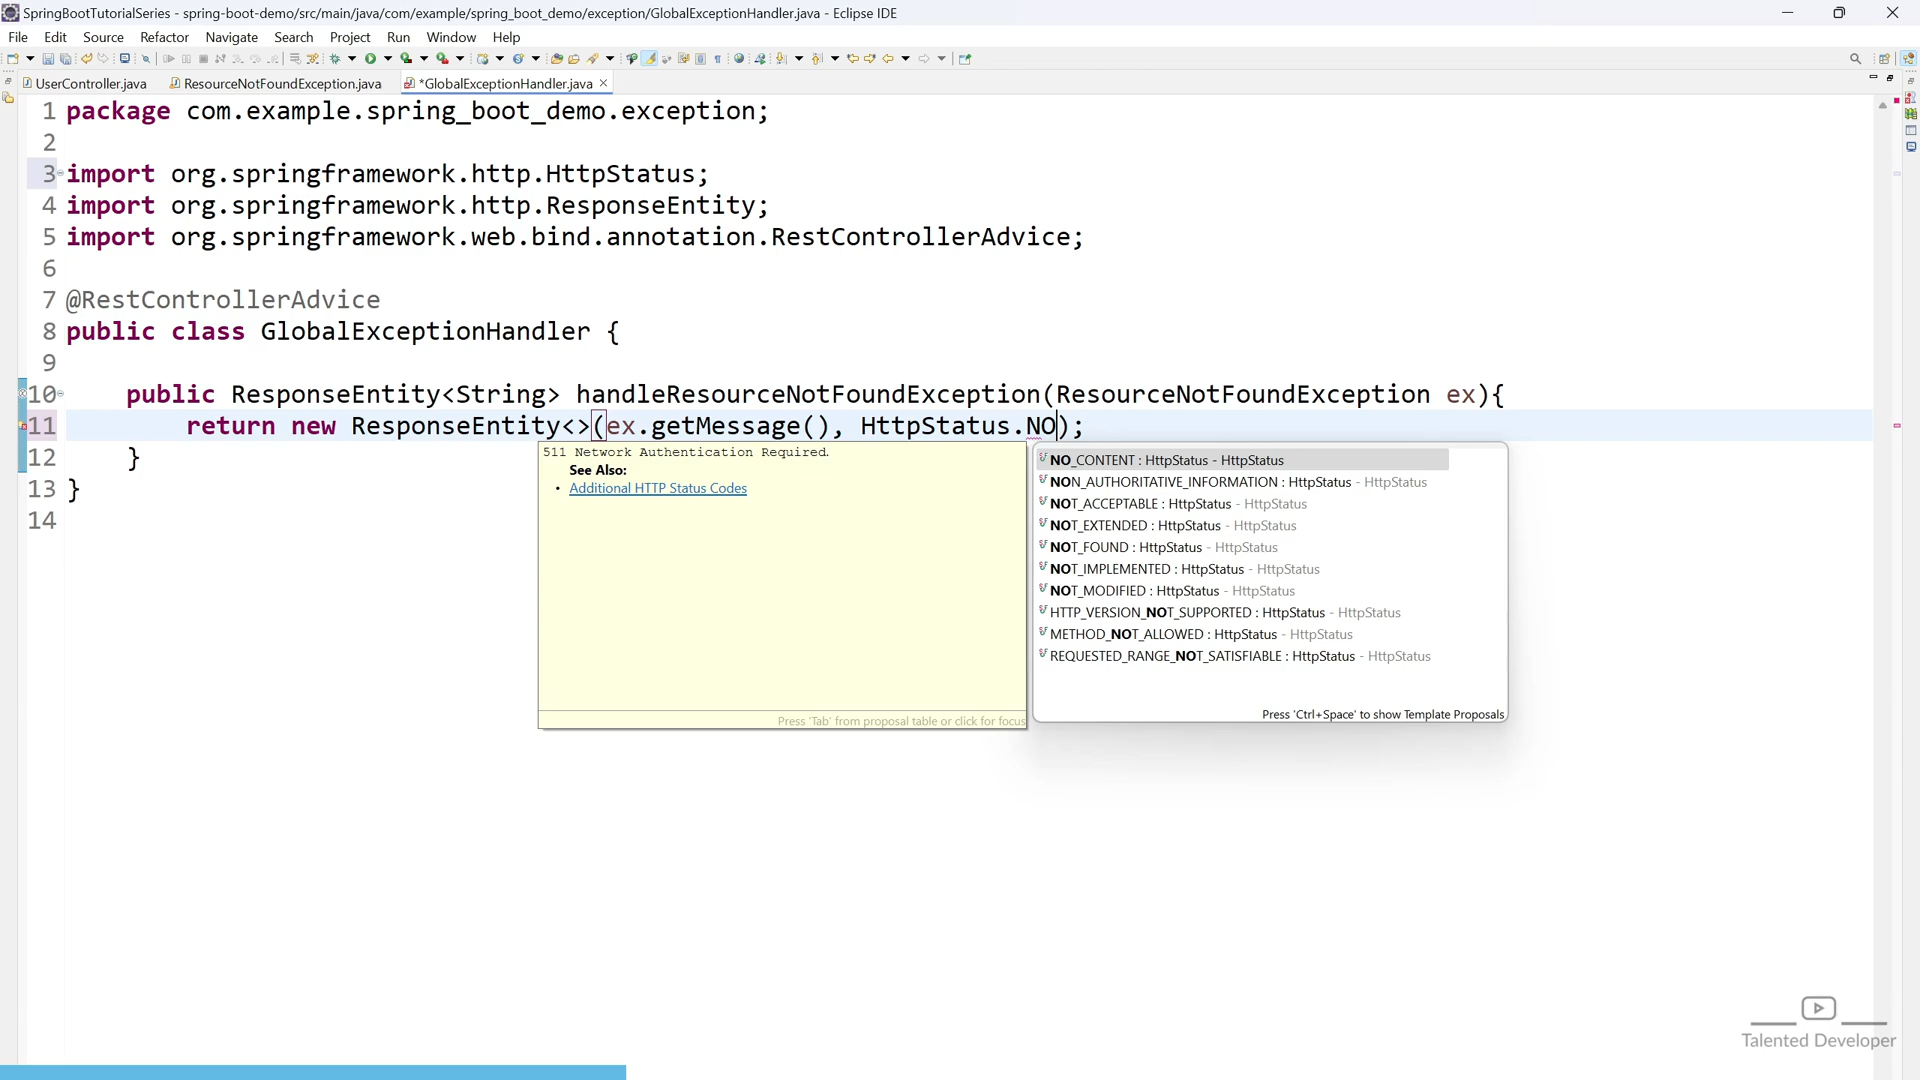 SpringBootTutorialSeries - spring-boot-demo/src/main/java/com/example/spring_boot_demo/exception/GlobalExceptionHandler.java - Eclipse IDE
File Edit Source Refactor Navigate Search Project Run Window Help
UserController.java ResourceNotFoundException.java *GlobalExceptionHandler.java
1 package com.example.spring_boot_demo.exception;
2
3 import org.springframework.http.HttpStatus;
4 import org.springframework.http.ResponseEntity;
5 import org.springframework.web.bind.annotation.RestControllerAdvice;
6
7 @RestControllerAdvice
8 public class GlobalExceptionHandler {
9
10 public ResponseEntity<String> handleResourceNotFoundException(ResourceNotFoundException ex){
11 return new ResponseEntity<>(ex.getMessage(), HttpStatus.NO);
12 }
13 }
14
511 Network Authentication Required.
See Also:
• Additional HTTP Status Codes
Press 'Tab' from proposal table or click for focus
NO_CONTENT : HttpStatus - HttpStatus
NON_AUTHORITATIVE_INFORMATION : HttpStatus - HttpStatus
NOT_ACCEPTABLE : HttpStatus - HttpStatus
NOT_EXTENDED : HttpStatus - HttpStatus
NOT_FOUND : HttpStatus - HttpStatus
NOT_IMPLEMENTED : HttpStatus - HttpStatus
NOT_MODIFIED : HttpStatus - HttpStatus
HTTP_VERSION_NOT_SUPPORTED : HttpStatus - HttpStatus
METHOD_NOT_ALLOWED : HttpStatus - HttpStatus
REQUESTED_RANGE_NOT_SATISFIABLE : HttpStatus - HttpStatus
Press 'Ctrl+Space' to show Template Proposals
Talented Developer